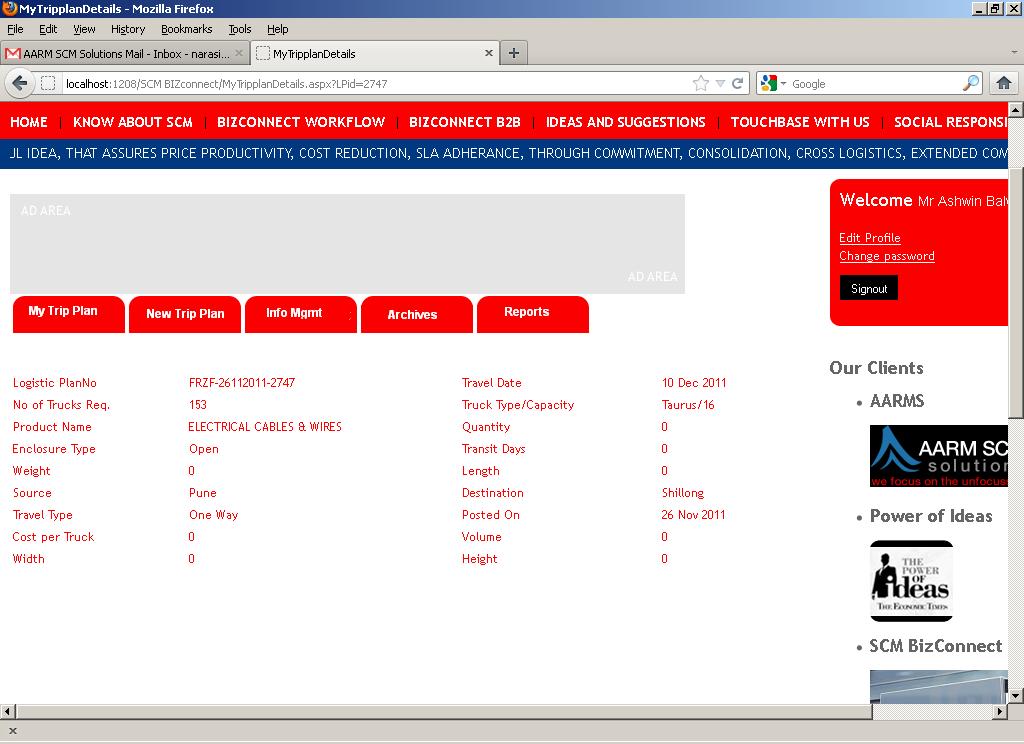 MyTripplanDetails - Mozilla Firefox
File Edit View History Bookmarks Tools Help
AARM SCM Solutions Mail - Inbox - narasi... MyTripplanDetails
localhost:1208/SCM BIZconnect/MyTripplanDetails.aspx?LPid=2747 Google
HOME | KNOW ABOUT SCM | BIZCONNECT WORKFLOW | BIZCONNECT B2B | IDEAS AND SUGGESTIONS | TOUCHBASE WITH US | SOCIAL RESPONSI
JL IDEA, THAT ASSURES PRICE PRODUCTIVITY, COST REDUCTION, SLA ADHERANCE, THROUGH COMMITMENT, CONSOLIDATION, CROSS LOGISTICS, EXTENDED COM
AD AREA
AD AREA
Welcome Mr Ashwin Bal
Edit Profile
Change password
Signout
My Trip Plan New Trip Plan Info Mgmt Archives Reports
Logistic PlanNo FRZF-26112011-2747 Travel Date 10 Dec 2011
No of Trucks Req. 153 Truck Type/Capacity Taurus/16
Product Name ELECTRICAL CABLES & WIRES Quantity 0
Enclosure Type Open Transit Days 0
Weight 0 Length 0
Source Pune Destination Shillong
Travel Type One Way Posted On 26 Nov 2011
Cost per Truck 0 Volume 0
Width 0 Height 0
Our Clients
• AARMS
AARM SC
solution
we focus on the unfocus
• Power of Ideas
THE
POWER
OF
Ideas
THE ECONOMIC TIMES
• SCM BizConnect